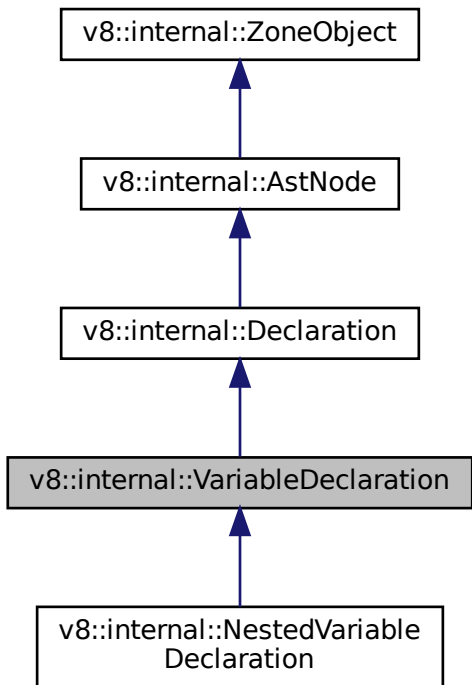 v8::internal::ZoneObject
v8::internal::AstNode
v8::internal::Declaration
v8::internal::VariableDeclaration
v8::internal::NestedVariable
Declaration